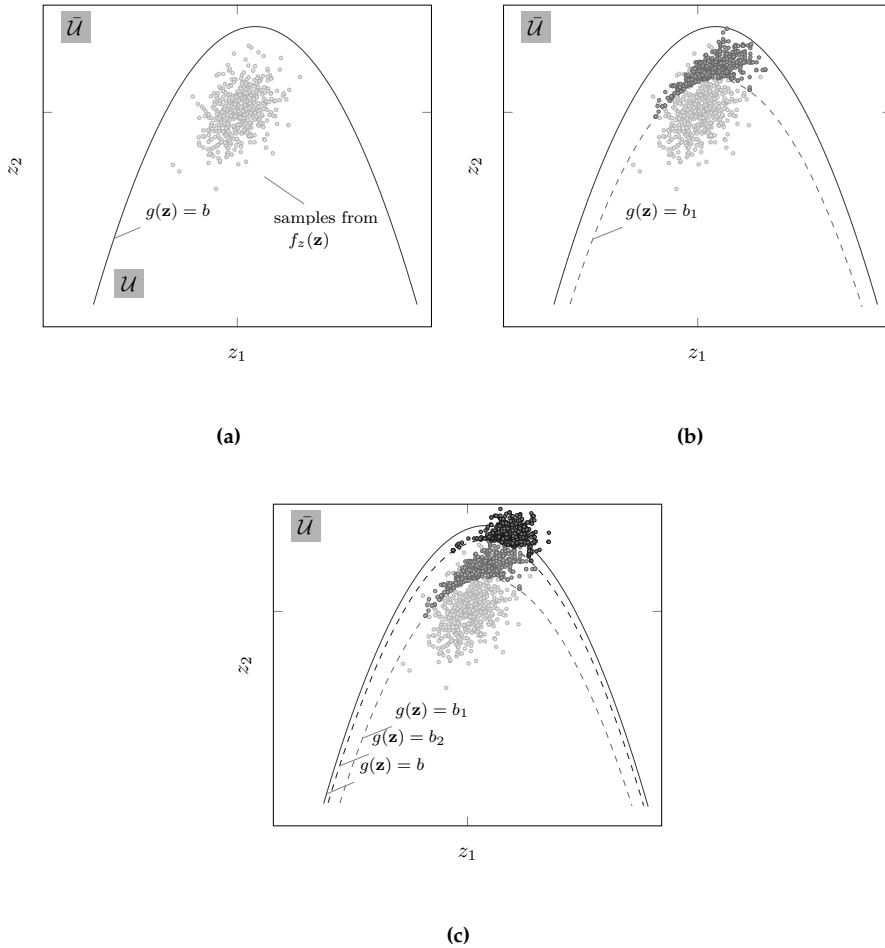 𝒰̄
z₂
g(𝐳) = b
samples from
f_z(𝐳)
𝒰
z₁
(a)
𝒰̄
z₂
g(𝐳) = b₁
z₁
(b)
𝒰̄
z₂
g(𝐳) = b₁
g(𝐳) = b₂
g(𝐳) = b
z₁
(c)